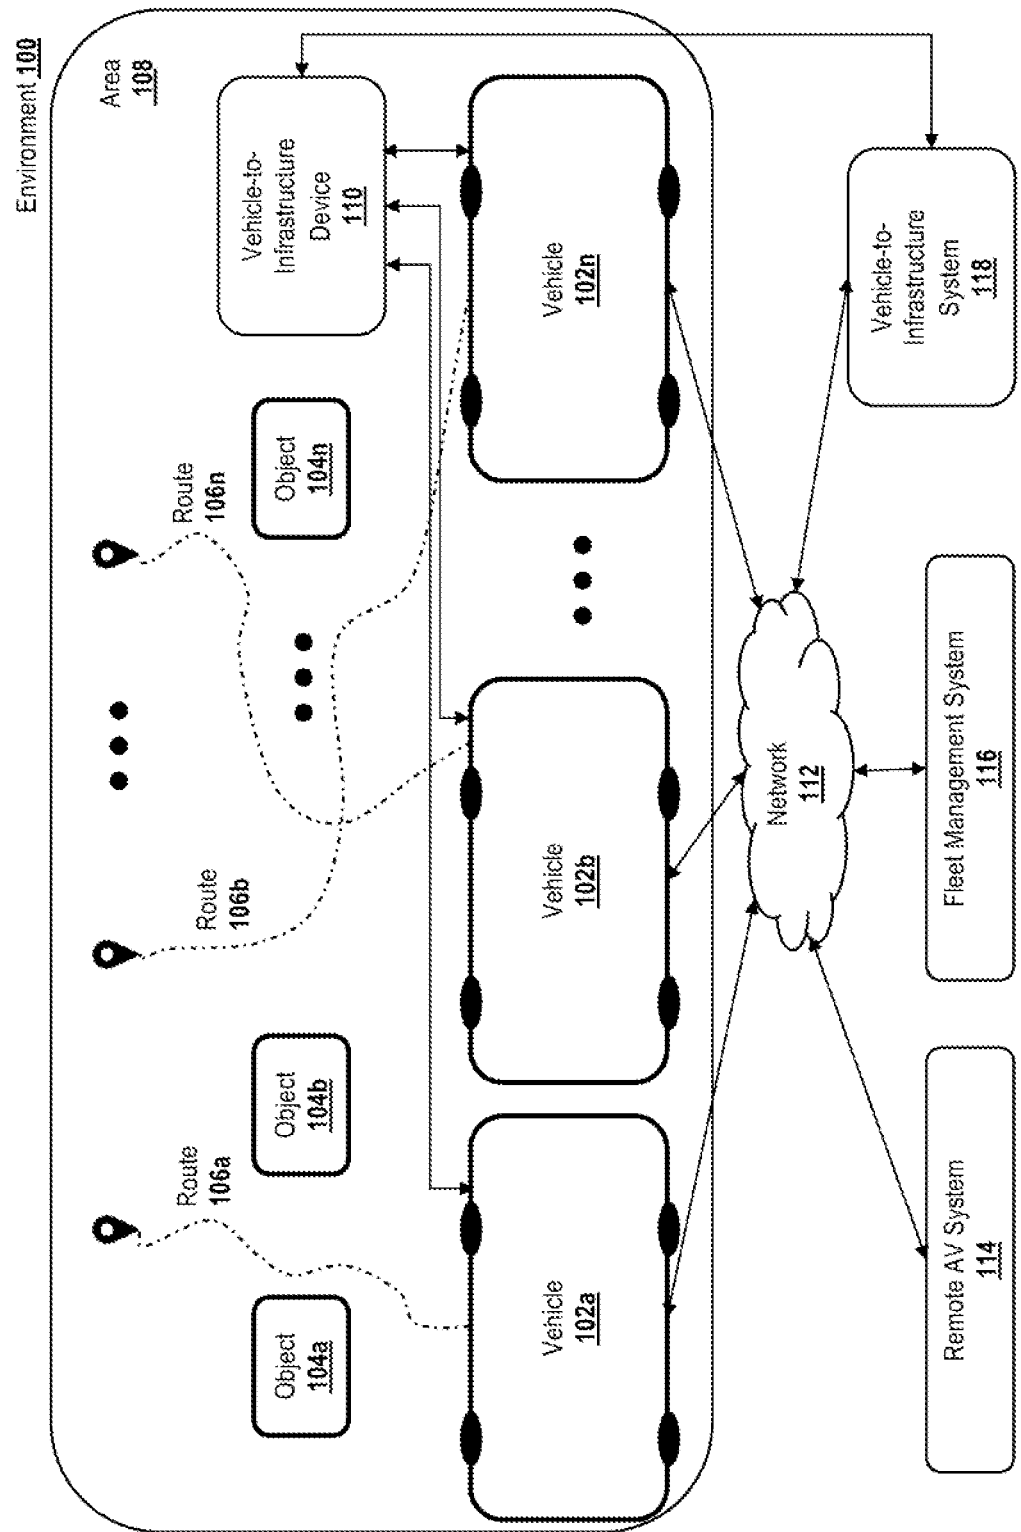 Environment 100
Area
108
Route
106a
Route
106b
Route
106n
Object
104a
Object
104b
Object
104n
Vehicle-to-
Infrastructure
Device
110
Vehicle
102a
Vehicle
102b
Vehicle
102n
Network
112
Remote AV System
114
Fleet Management System
116
Vehicle-to-
Infrastructure
System
118